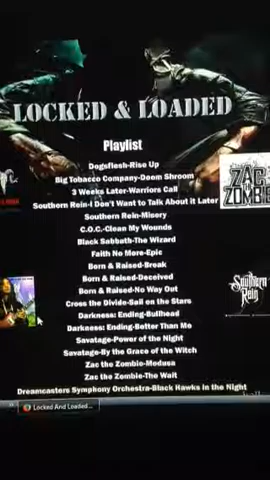 LOCKED & LOADED
Playlist
Dogsflesh-Rise Up
Big Tobacco Company-Doom Shroom
3 Weeks Later-Warriors Call
Southern Rein-I Don't Want to Talk About it Later
Southern Rein-Misery
C.O.C.-Clean My Wounds
Black Sabbath-The Wizard
Faith No More-Epic
Born & Raised-Break
Born & Raised-Deceived
Born & Raised-No Way Out
Cross the Divide-Sail on the Stars
Darkness: Ending-Bullhead
Darkness: Ending-Better Than Me
Savatage-Power of the Night
Savatage-By the Grace of the Witch
Zac the Zombie-Medusa
Zac the Zombie-The Wait
Dreamcasters Symphony Orchestra-Black Hawks in the Night
ZAC
THE
ZOMBIE
Southern
Rein
Locked And Loaded...